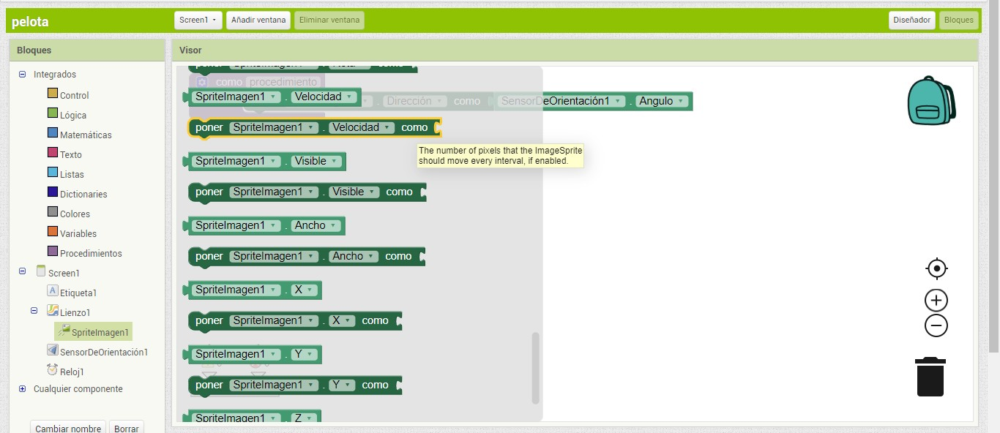 pelota
Screen1
Añadir ventana
Eliminar ventana
Diseñador
Bloques
Bloques
Visor
Integrados
Control
Lógica
Matemáticas
Texto
Listas
Dictionaries
Colores
Variables
Procedimientos
Screen1
Etiqueta1
Lienzo1
SpriteImagen1
SensorDeOrientación1
Reloj1
Cualquier componente
Cambiar nombre
Borrar
como procedimiento
. Dirección como SensorDeOrientación1 . Angulo
SpriteImagen1 . Velocidad
poner SpriteImagen1 . Velocidad como
The number of pixels that the ImageSprite
should move every interval, if enabled.
SpriteImagen1 . Visible
poner SpriteImagen1 . Visible como
SpriteImagen1 . Ancho
poner SpriteImagen1 . Ancho como
SpriteImagen1 . X
poner SpriteImagen1 . X como
SpriteImagen1 . Y
poner SpriteImagen1 . Y como
SpriteImagen1 . Z